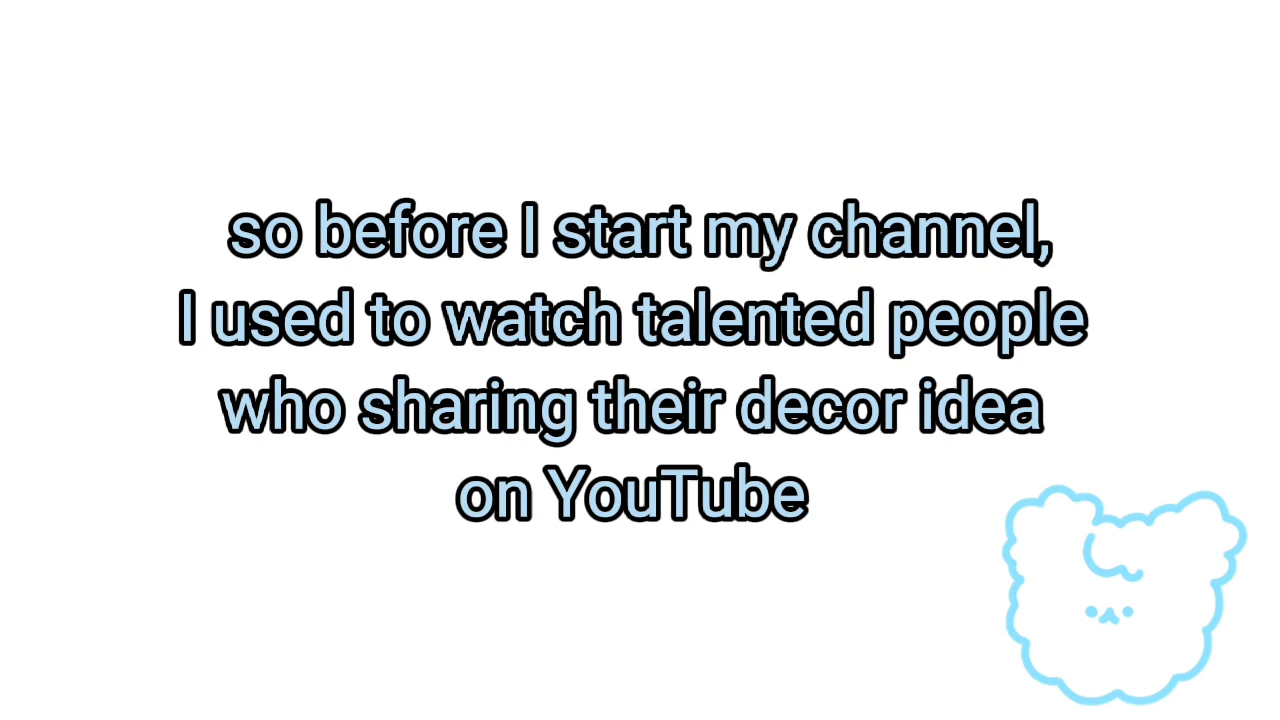 so before I start my channel,
I used to watch talented people
who sharing their decor idea
on YouTube